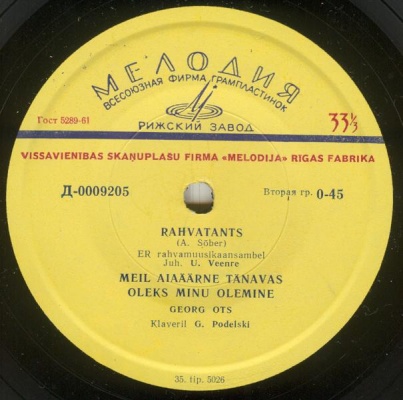 МЕЛОДИЯ
ВСЕСОЮЗНАЯ ФИРМА ГРАМПЛАСТИНОК
Гост 5289-61
РИЖСКИЙ ЗАВОД
33⅓
VISSAVIENIBAS SKAŅUPLASU FIRMA «MELODIJA» RIGAS FABRIKA
Д-0009205
Вторая гр. 0-45
RAHVATANTS
(A. Sõber)
ER rahvamuusikaansambel
Juh. U. Veenre
MEIL AIAÄÄRNE TÄNAVAS
OLEKS MINU OLEMINE
GEORG OTS
Klaveril G. Podelski
35. tip. 5026